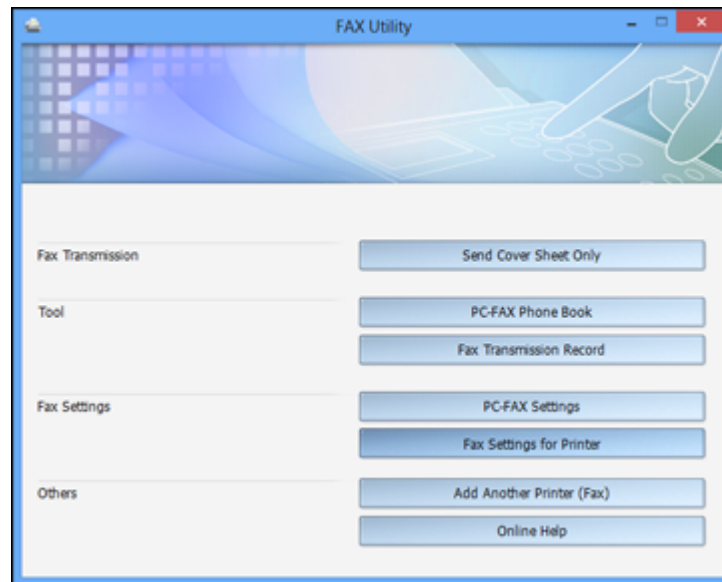 FAX Utility
Fax Transmission
Send Cover Sheet Only
Tool
PC-FAX Phone Book
Fax Transmission Record
Fax Settings
PC-FAX Settings
Fax Settings for Printer
Others
Add Another Printer (Fax)
Online Help